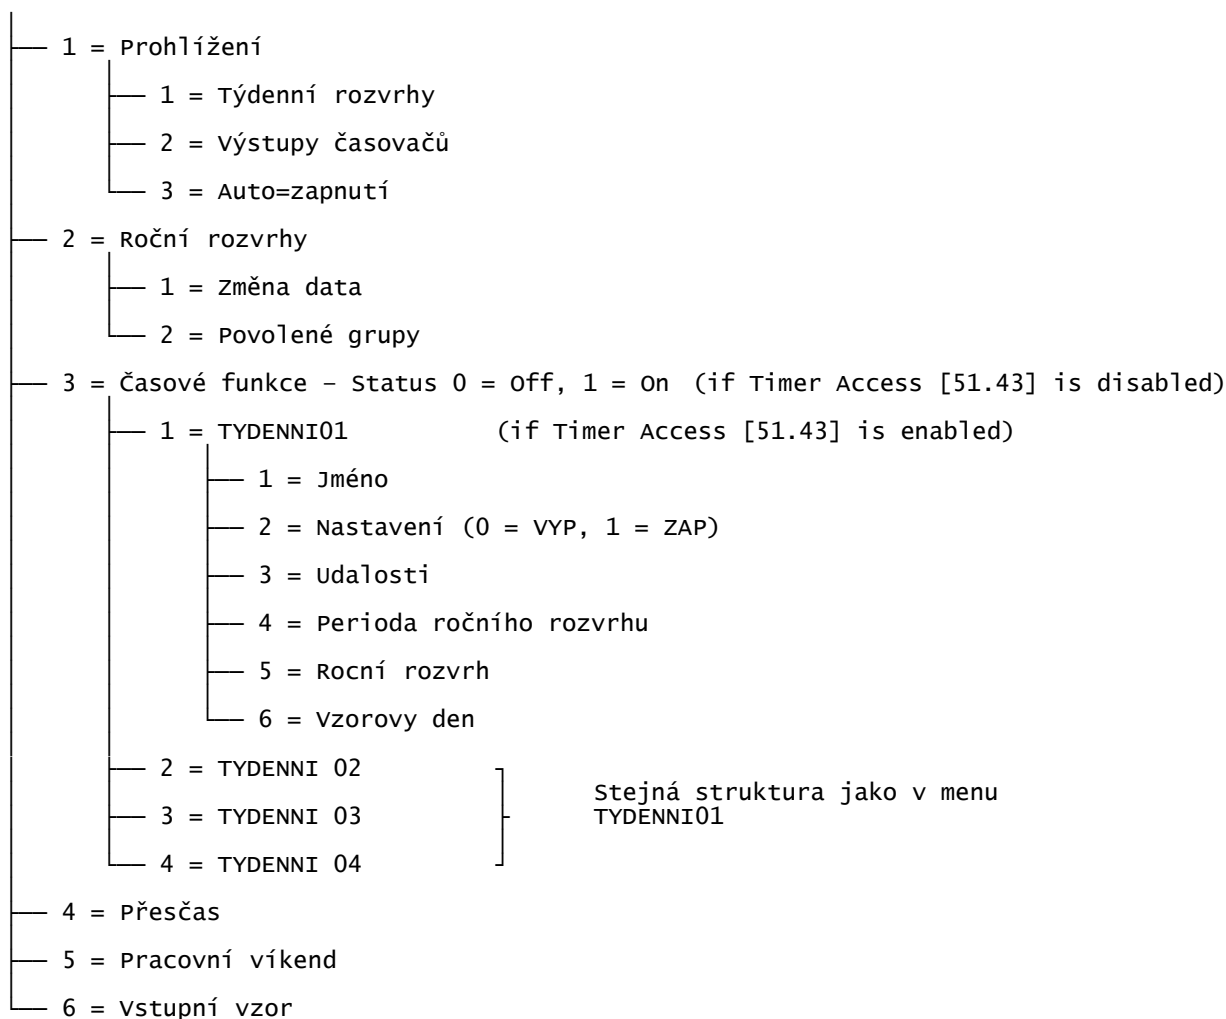 1 = Prohlížení
1 = Týdenní rozvrhy
2 = Výstupy časovačů
3 = Auto=zapnutí
2 = Roční rozvrhy
1 = Změna data
2 = Povolené grupy
3 = Časové funkce – Status 0 = Off, 1 = On (if Timer Access [51.43] is disabled)
1 = TYDENNI01 (if Timer Access [51.43] is enabled)
1 = Jméno
2 = Nastavení (0 = VYP, 1 = ZAP)
3 = Udalosti
4 = Perioda ročního rozvrhu
5 = Rocní rozvrh
6 = Vzorovy den
2 = TYDENNI 02
3 = TYDENNI 03
4 = TYDENNI 04
Stejná struktura jako v menu
TYDENNI01
4 = Přesčas
5 = Pracovní víkend
6 = Vstupní vzor